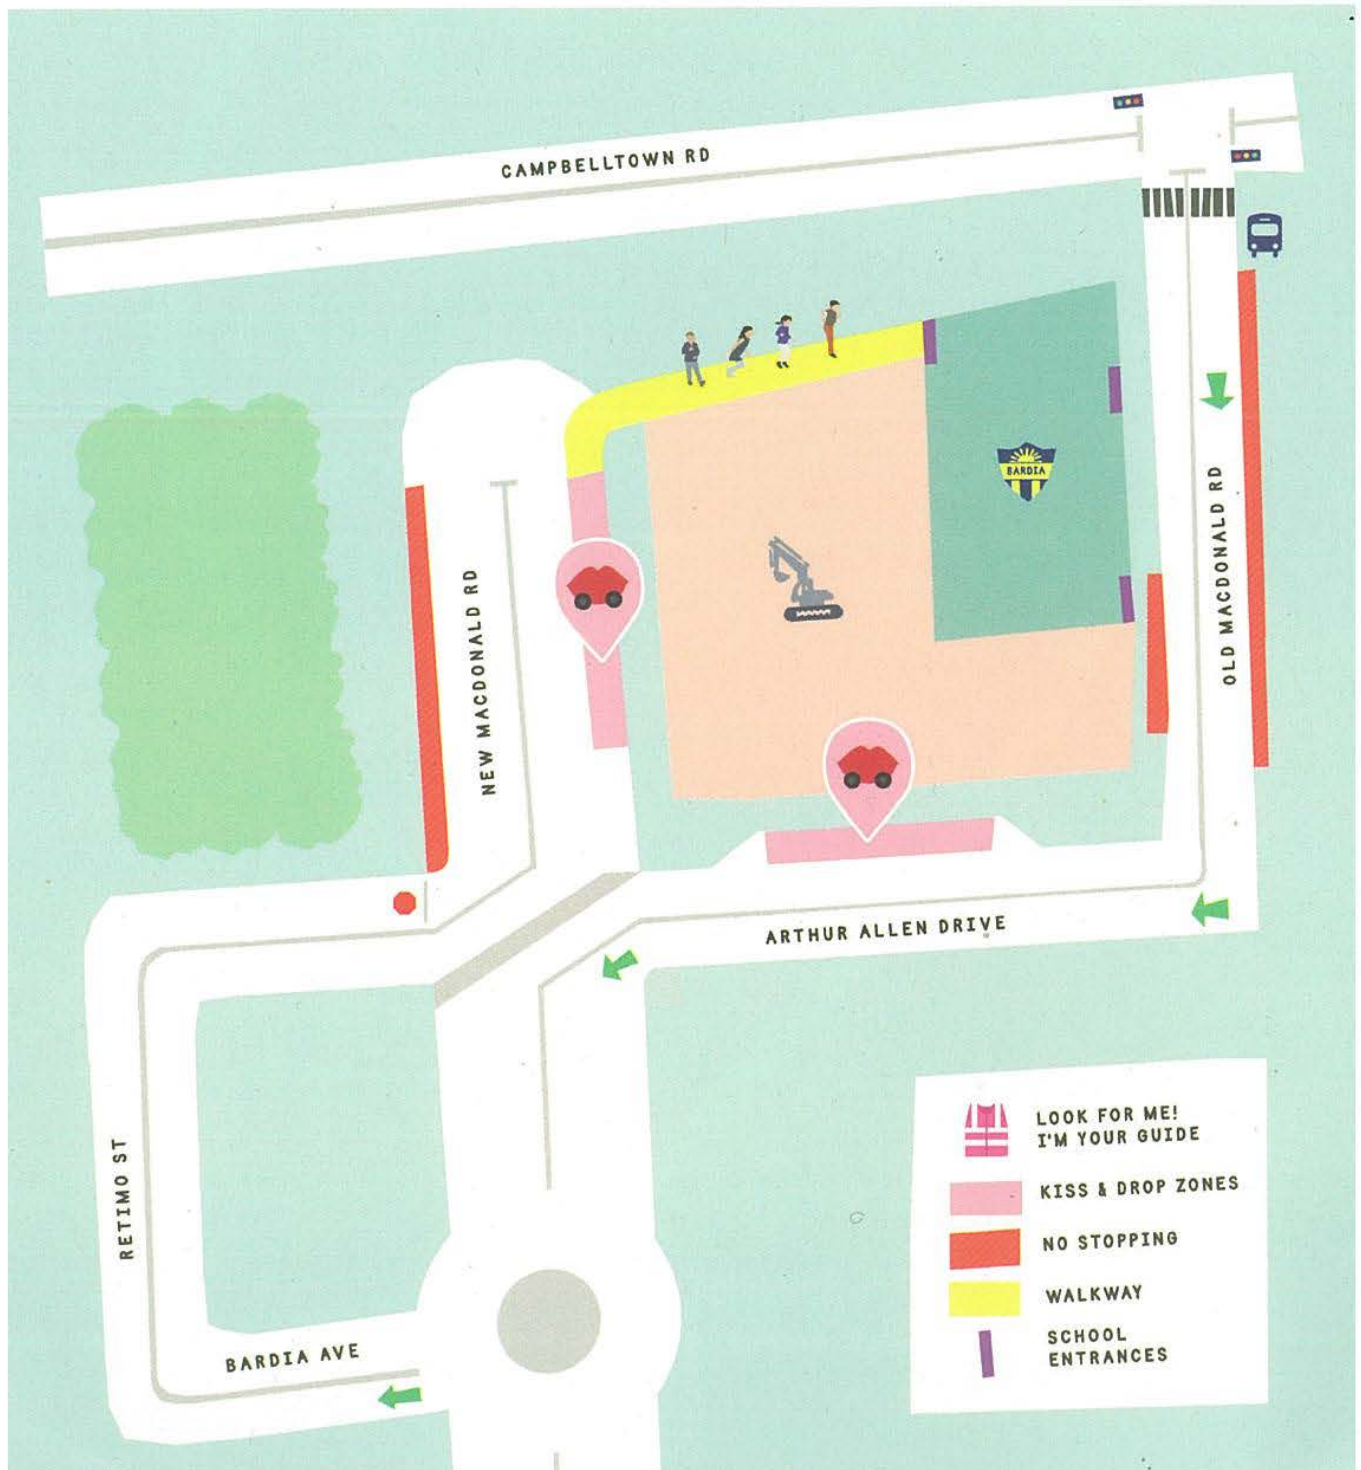 CAMPBELLTOWN RD
BARDIA
OLD MACDONALD RD
NEW MACDONALD RD
ARTHUR ALLEN DRIVE
RETIMO ST
BARDIA AVE
LOOK FOR ME!
I'M YOUR GUIDE
KISS & DROP ZONES
NO STOPPING
WALKWAY
SCHOOL
ENTRANCES